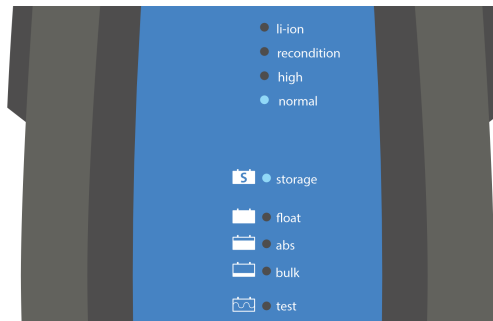 li-ion
recondition
high
normal
S storage
float
abs
bulk
test